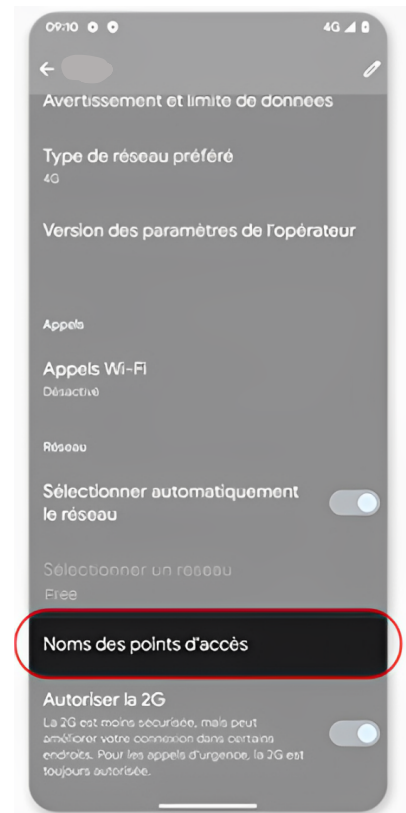 09:10
4G
Avertissement et limite de données
Type de réseau préféré
4G
Version des paramètres de l'opérateur
Appels
Appels Wi-Fi
Désactivé
Réseau
Sélectionner automatiquement
le réseau
Sélectionner un réseau
Free
Noms des points d'accès
Autoriser la 2G
La 2G est moins sécurisée, mais peut
améliorer votre connexion dans certains
endroits. Pour les appels d'urgence, la 2G est
toujours autorisée.